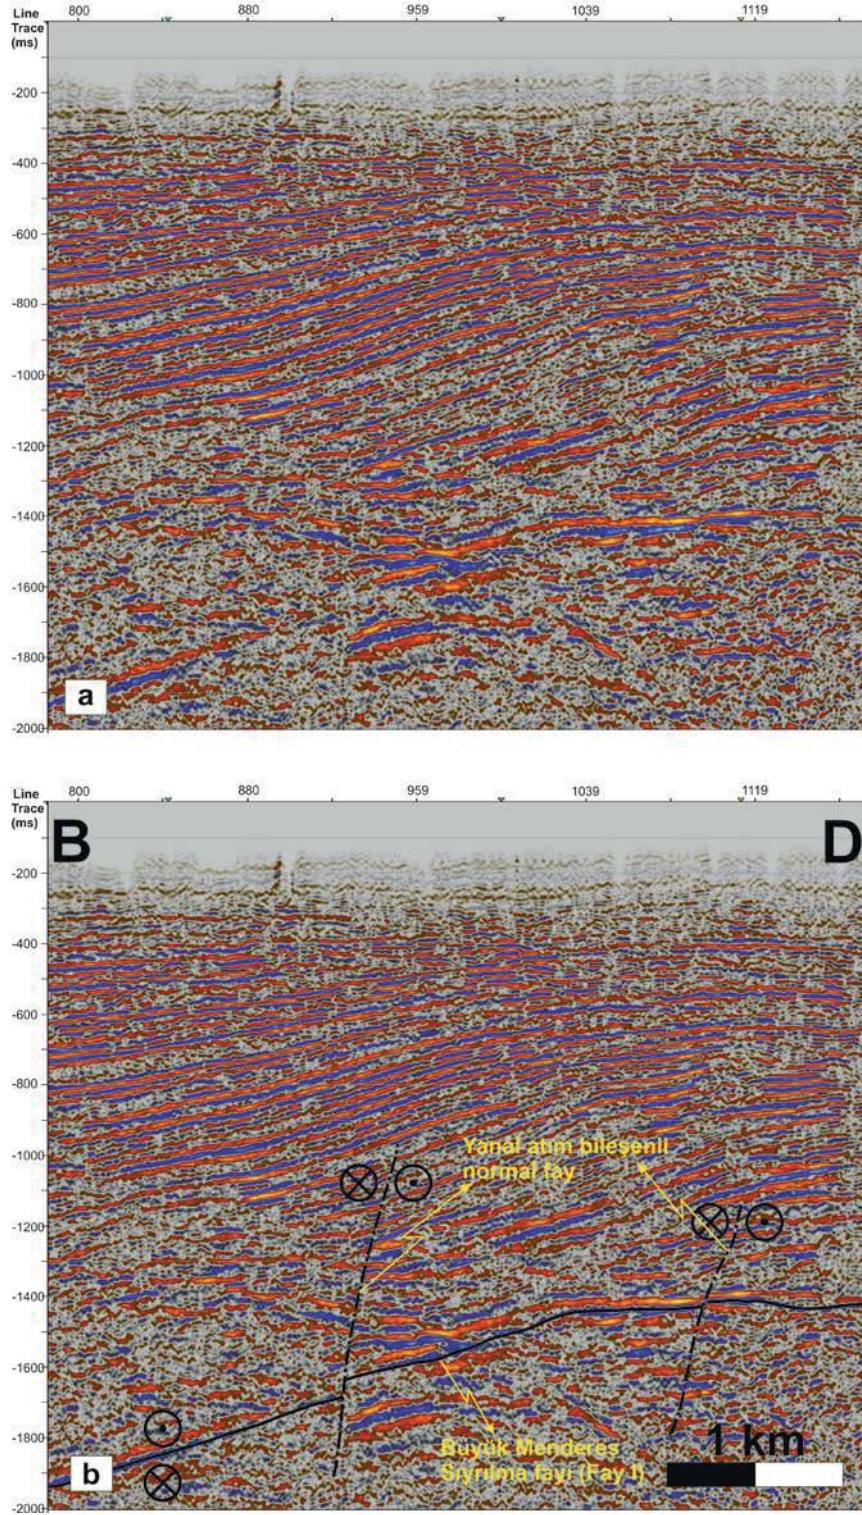 Line 800 880 959 1039 1119
Trace
(ms)
-200
-400
-600
-800
-1000
-1200
-1400
-1600
-1800
a
-2000
Line 800 880 959 1039 1119
Trace
(ms)
B D
-200
-400
-600
-800
-1000
Yanal atım bileşenli
normal fay
-1200
-1400
-1600
1 km
-1800
Büyük Menderes
Sıyrılma fayı (Fay I)
b
-2000